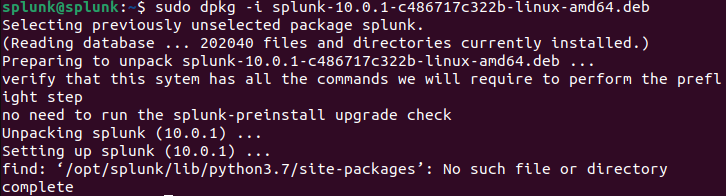 splunk@splunk:~$ sudo dpkg -i splunk-10.0.1-c486717c322b-linux-amd64.deb
Selecting previously unselected package splunk.
(Reading database ... 202040 files and directories currently installed.)
Preparing to unpack splunk-10.0.1-c486717c322b-linux-amd64.deb ...
verify that this sytem has all the commands we will require to perform the prefl
ight step
no need to run the splunk-preinstall upgrade check
Unpacking splunk (10.0.1) ...
Setting up splunk (10.0.1) ...
find: ‘/opt/splunk/lib/python3.7/site-packages’: No such file or directory
complete